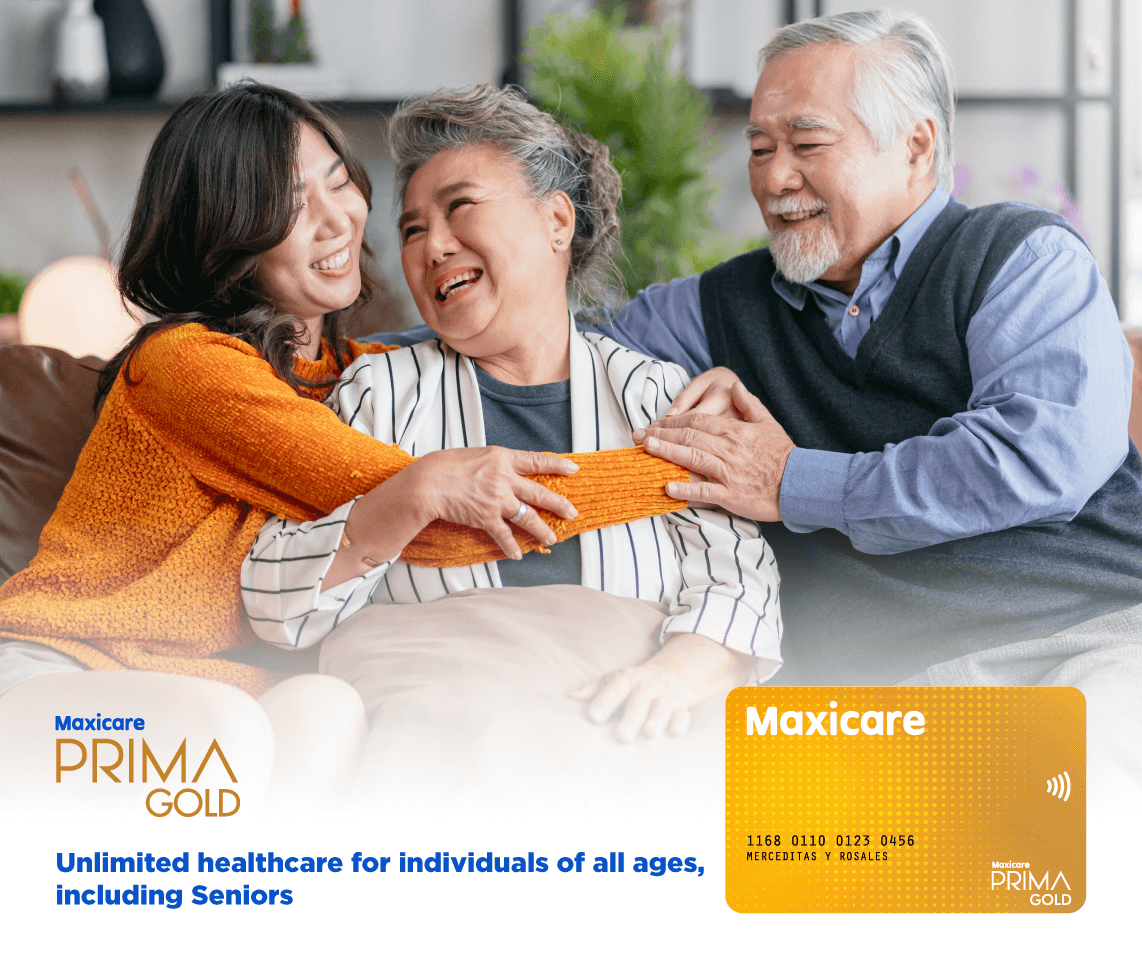 Maxicare
PRIMA
GOLD
Unlimited healthcare for individuals of all ages,
including Seniors
Maxicare
1168 0110 0123 0456
MERCEDITAS Y ROSALES
Maxicare
PRIMA
GOLD